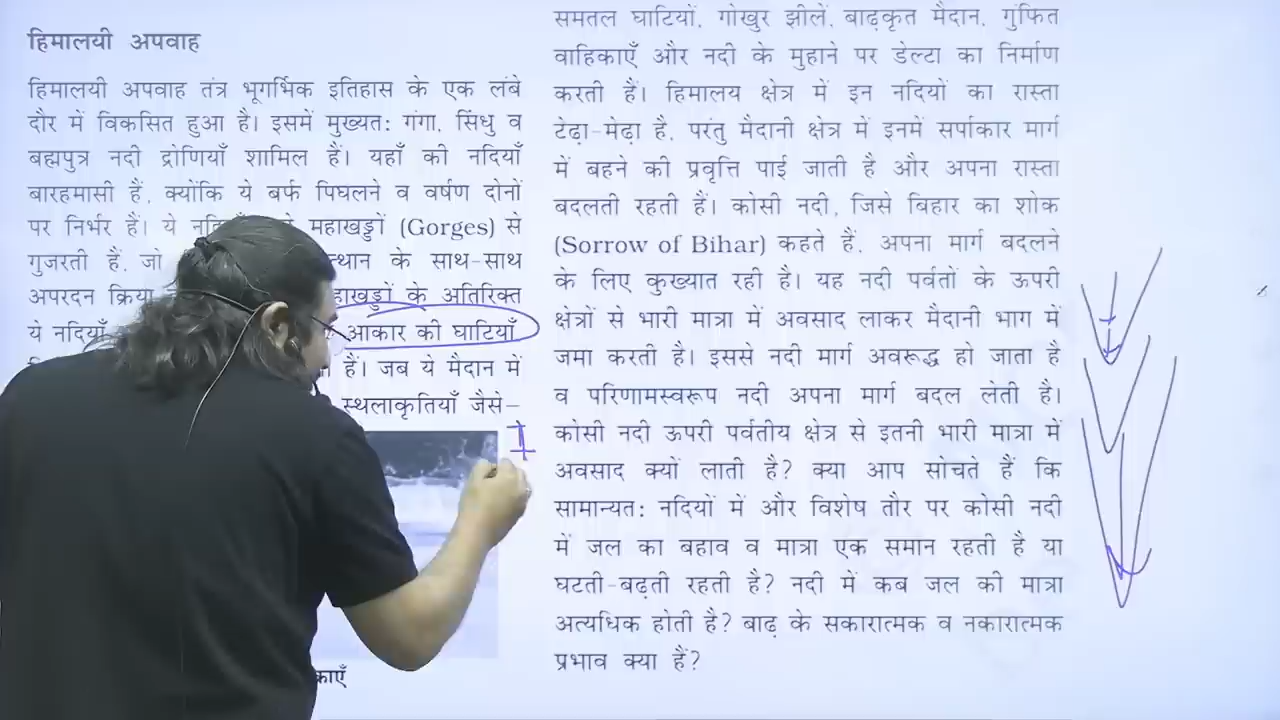 हिमालयी अपवाह
हिमालयी अपवाह तंत्र भूगर्भिक इतिहास के एक लंबे
दौर में विकसित हुआ है। इसमें मुख्यत: गंगा, सिंधु व
ब्रह्मपुत्र नदी द्रोणियाँ शामिल हैं। यहाँ की नदियाँ
बारहमासी हैं, क्योंकि ये बर्फ पिघलने व वर्षण दोनों
पर निर्भर हैं। ये महाखड्डों (Gorges) से
गुजरती हैं, जो के साथ-साथ
अपरदन क्रिया के अतिरिक्त
ये नदियाँ आकार की घाटियाँ
हैं। जब ये मैदान में
स्थलाकृतियाँ जैसे–
समतल घाटियों, गोखुर झीलें, बाढ़कृत मैदान, गुंफित
वाहिकाएँ और नदी के मुहाने पर डेल्टा का निर्माण
करती हैं। हिमालय क्षेत्र में इन नदियों का रास्ता
टेढ़ा-मेढ़ा है, परंतु मैदानी क्षेत्र में इनमें सर्पाकार मार्ग
में बहने की प्रवृत्ति पाई जाती है और अपना रास्ता
बदलती रहती हैं। कोसी नदी, जिसे बिहार का शोक
(Sorrow of Bihar) कहते हैं, अपना मार्ग बदलने
के लिए कुख्यात रही है। यह नदी पर्वतों के ऊपरी
क्षेत्रों से भारी मात्रा में अवसाद लाकर मैदानी भाग में
जमा करती है। इससे नदी मार्ग अवरूद्ध हो जाता है
व परिणामस्वरूप नदी अपना मार्ग बदल लेती है।
कोसी नदी ऊपरी पर्वतीय क्षेत्र से इतनी भारी मात्रा में
अवसाद क्यों लाती है? क्या आप सोचते हैं कि
सामान्यत: नदियों में और विशेष तौर पर कोसी नदी
में जल का बहाव व मात्रा एक समान रहती है या
घटती-बढ़ती रहती है? नदी में कब जल की मात्रा
अत्यधिक होती है? बाढ़ के सकारात्मक व नकारात्मक
प्रभाव क्या हैं?